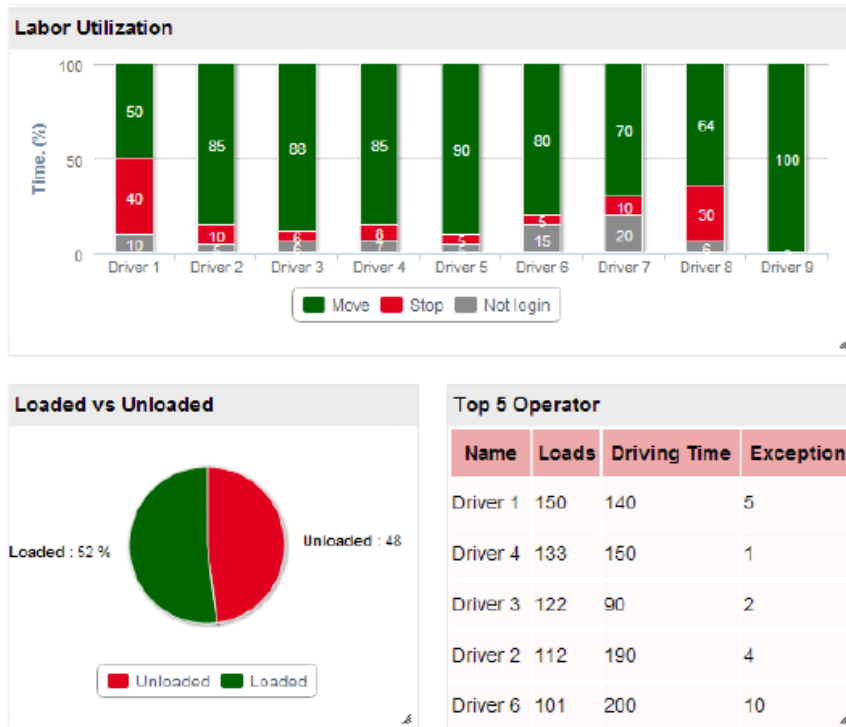 Labor Utilization
100
50
0
Time. (%)
50 85 88 85 90 80 70 64 100
40 10 6 8 5 5 10 30
10 5 6 7 5 15 20 6
Driver 1 Driver 2 Driver 3 Driver 4 Driver 5 Driver 6 Driver 7 Driver 8 Driver 9
Move Stop Not login
Loaded vs Unloaded
Loaded : 52 %
Unloaded : 48
Unloaded Loaded
Top 5 Operator
Name Loads Driving Time Exception
Driver 1 150 140 5
Driver 4 133 150 1
Driver 3 122 90 2
Driver 2 112 190 4
Driver 6 101 200 10